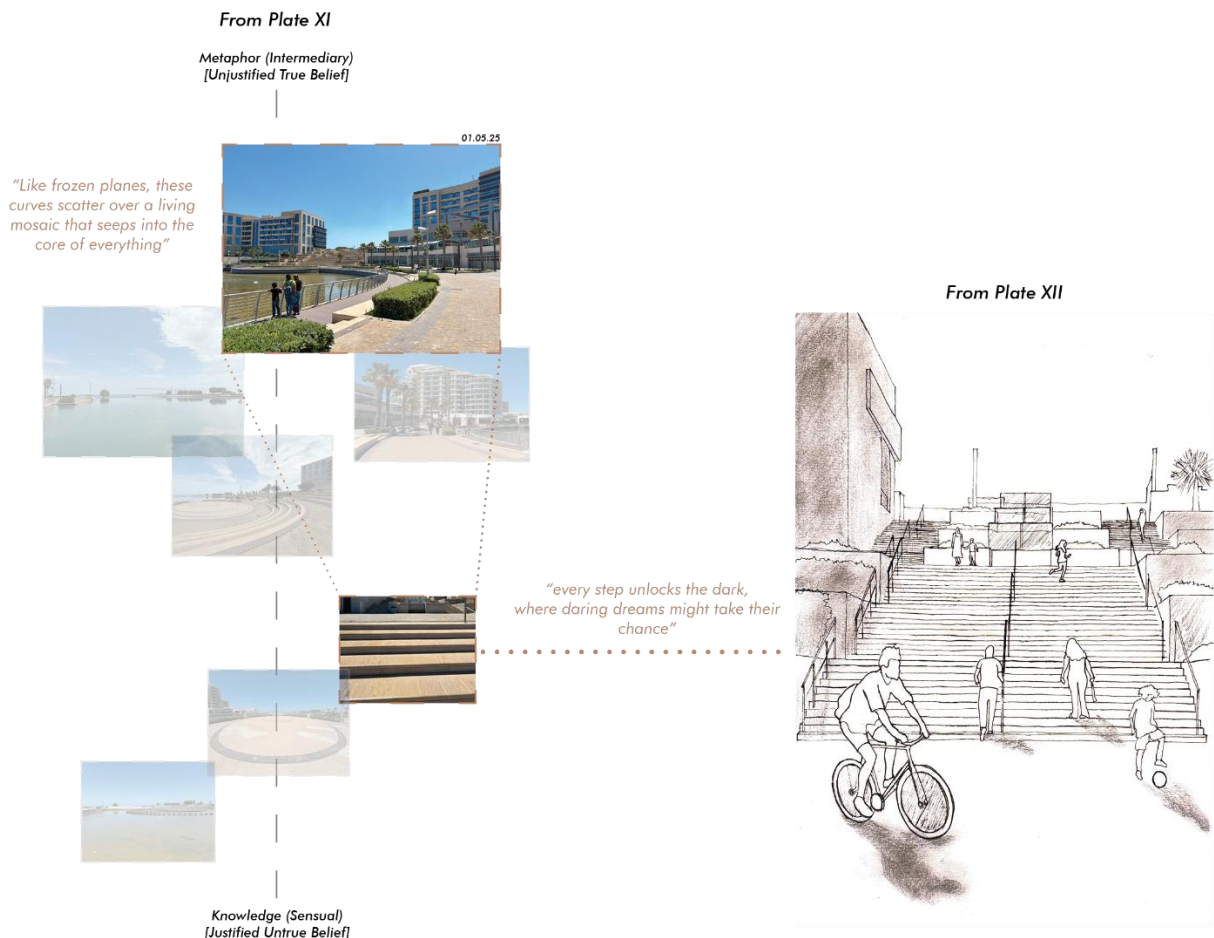 From Plate XI
Metaphor (Intermediary)
[Unjustified True Belief]
01.05.25
“Like frozen planes, these
curves scatter over a living
mosaic that seeps into the
core of everything”
From Plate XII
“every step unlocks the dark,
where daring dreams might take their
chance”
Knowledge (Sensual)
[Justified Untrue Belief]